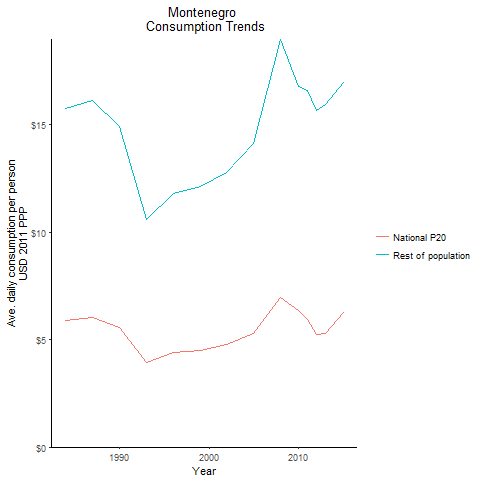 Montenegro
Consumption Trends
Ave. daily consumption per person
USD 2011 PPP
$15
$10
$5
$0
1990
2000
2010
Year
National P20
Rest of population